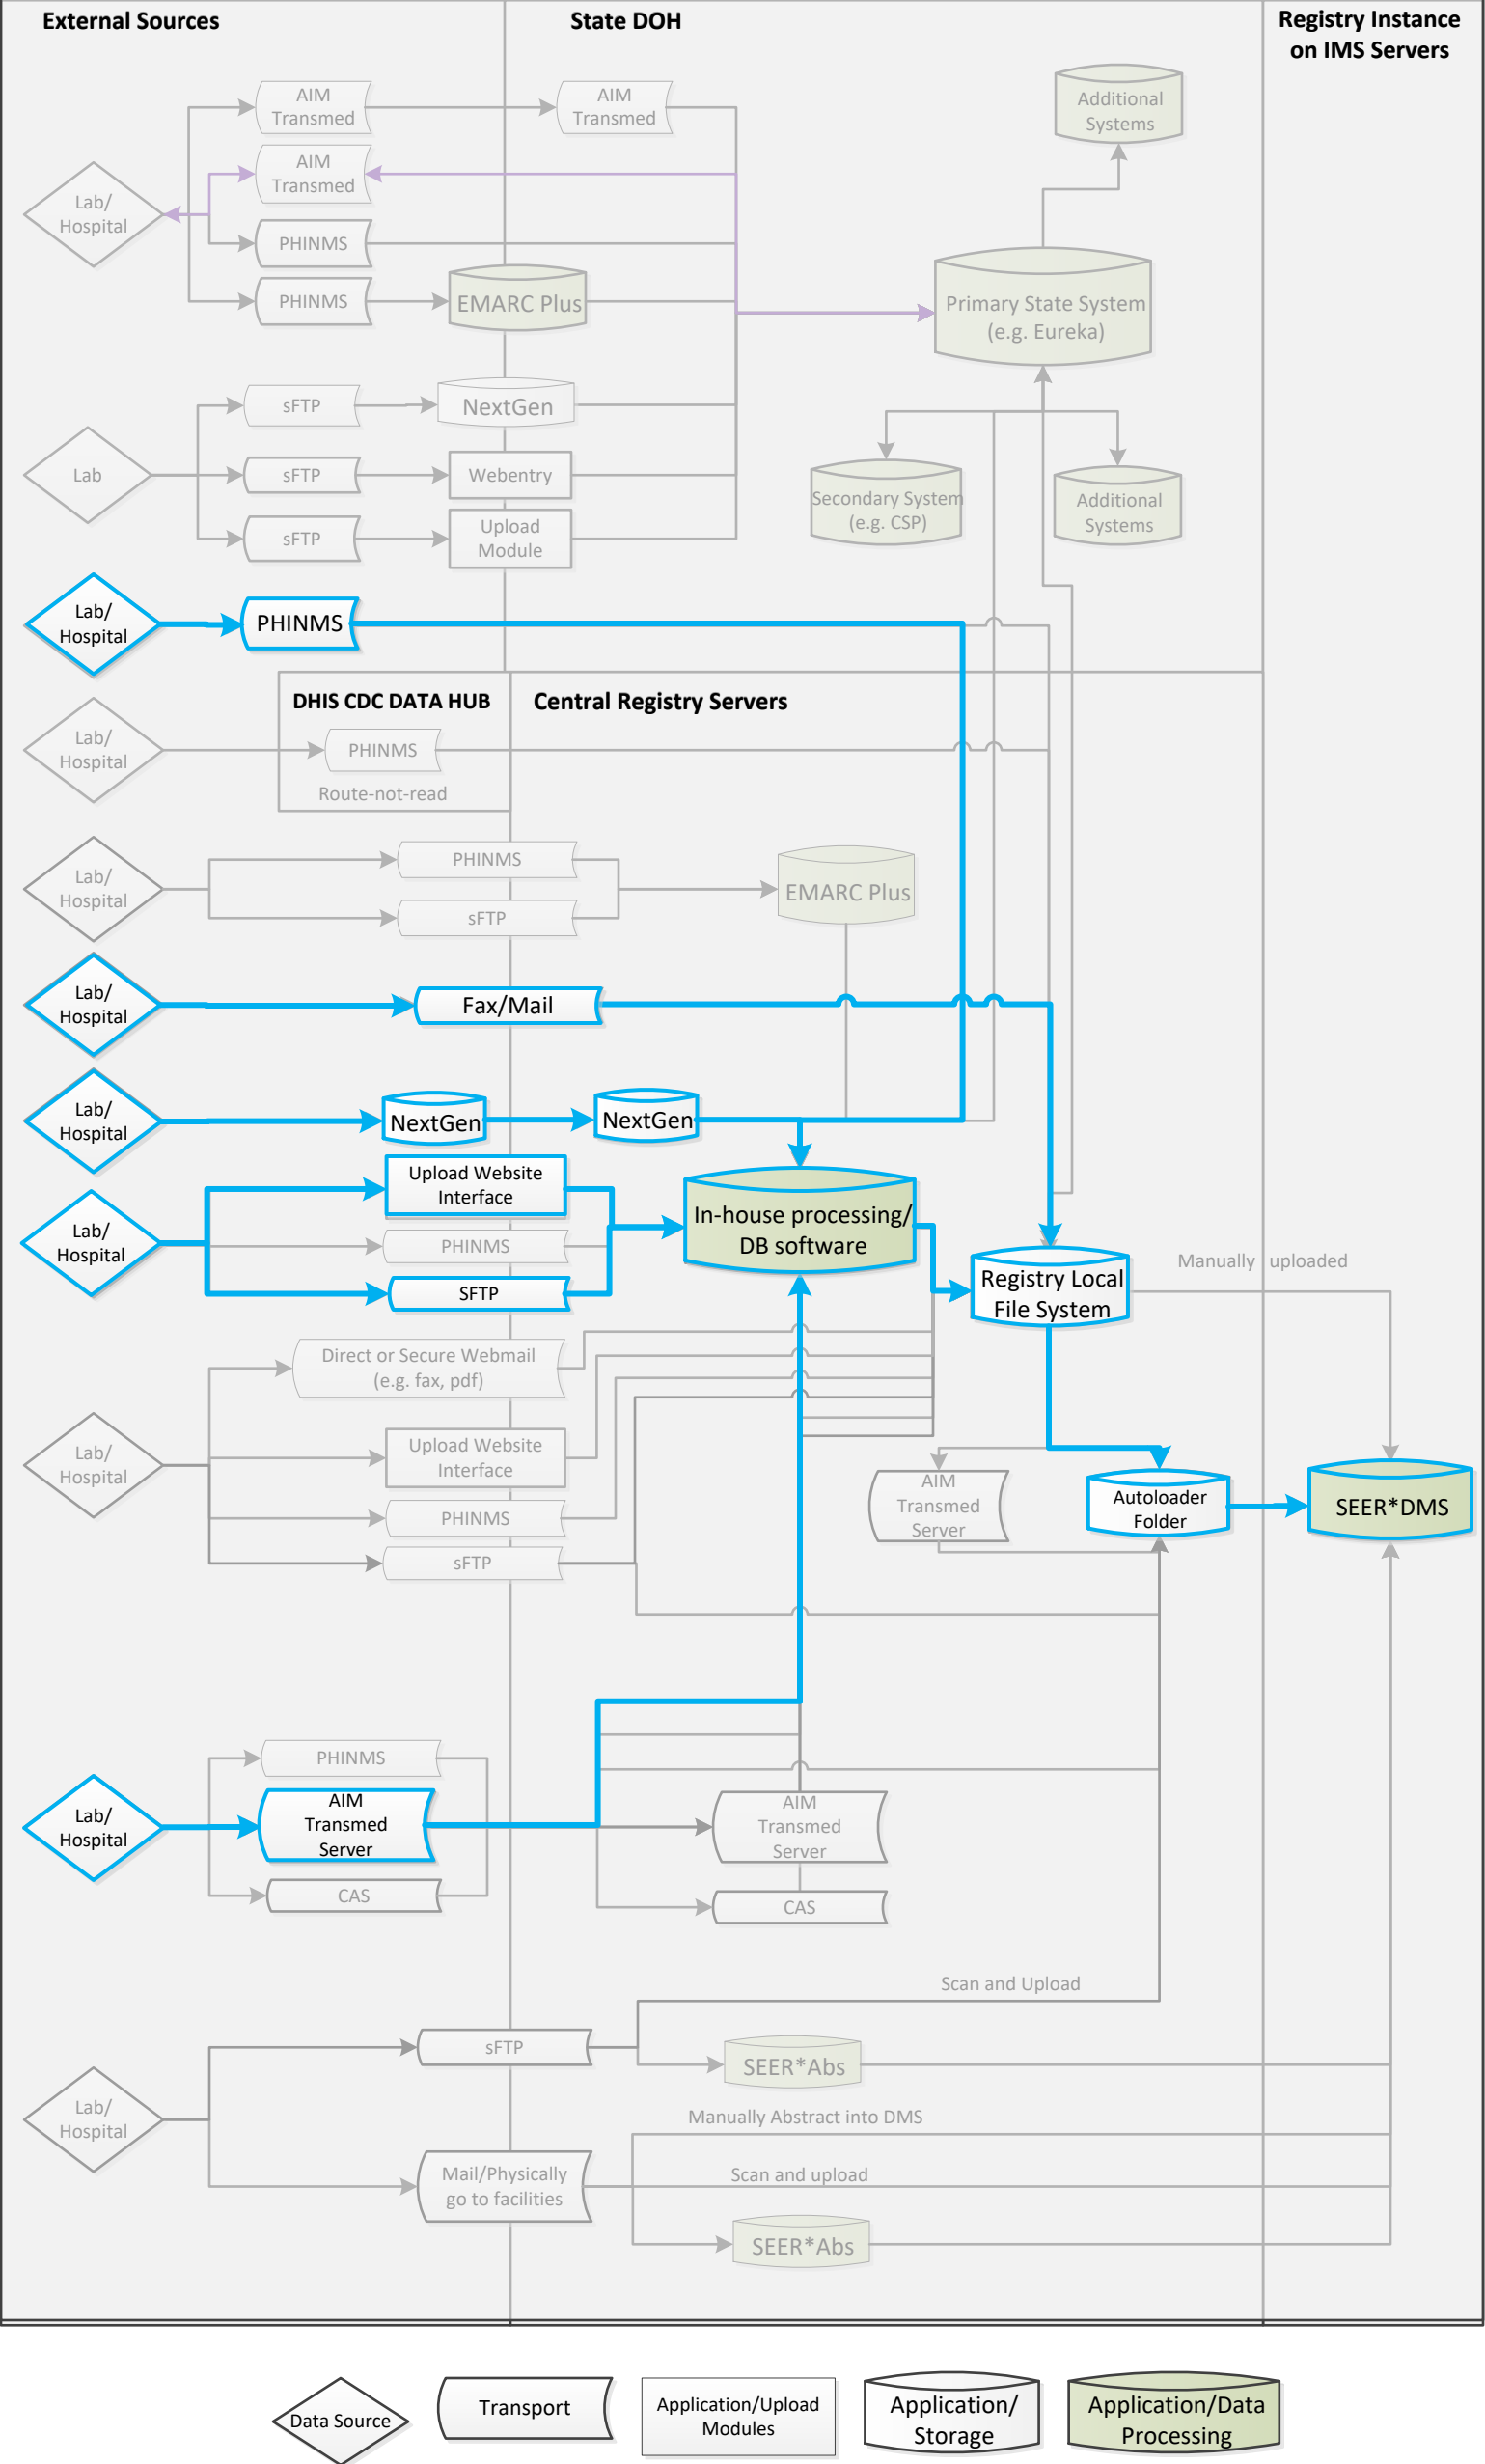 External Sources
State DOH
Registry Instance
on IMS Servers
AIM
Transmed
AIM
Transmed
Additional
Systems
AIM
Transmed
Lab/
Hospital
PHINMS
PHINMS
EMARC Plus
Primary State System
(e.g. Eureka)
sFTP
NextGen
Lab
sFTP
Webentry
Secondary System
(e.g. CSP)
Additional
Systems
sFTP
Upload
Module
Lab/
Hospital
PHINMS
DHIS CDC DATA HUB
Central Registry Servers
Lab/
Hospital
PHINMS
Route-not-read
Lab/
Hospital
PHINMS
sFTP
EMARC Plus
Lab/
Hospital
Fax/Mail
Lab/
Hospital
NextGen
NextGen
Lab/
Hospital
Upload Website
Interface
PHINMS
SFTP
In-house processing/
DB software
Registry Local
File System
Manually uploaded
Direct or Secure Webmail
(e.g. fax, pdf)
Lab/
Hospital
Upload Website
Interface
PHINMS
sFTP
AIM
Transmed
Server
Autoloader
Folder
SEER*DMS
PHINMS
Lab/
Hospital
AIM
Transmed
Server
CAS
AIM
Transmed
Server
CAS
Scan and Upload
sFTP
SEER*Abs
Lab/
Hospital
Manually Abstract into DMS
Mail/Physically
go to facilities
Scan and upload
SEER*Abs
Data Source
Transport
Application/Upload
Modules
Application/
Storage
Application/Data
Processing